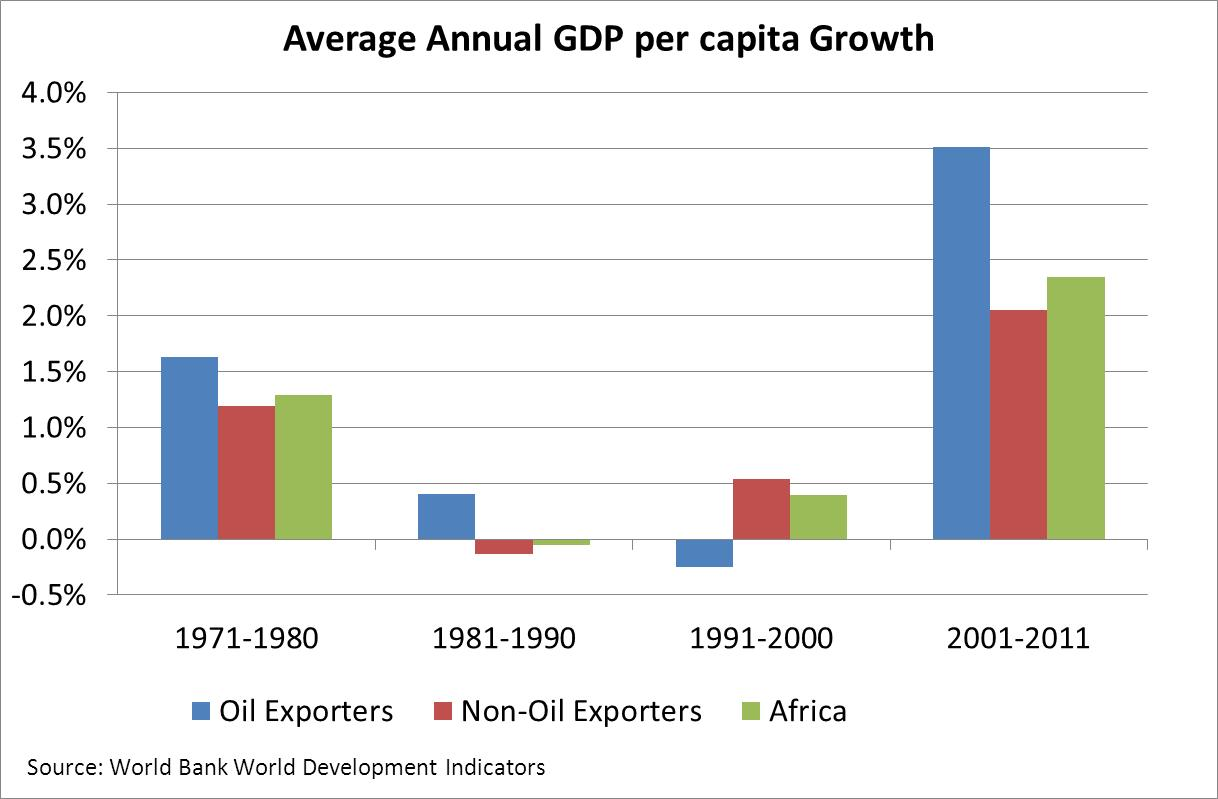 Average Annual GDP per capita Growth
4.0%
3.5%
3.0%
2.5%
2.0%
1.5%
1.0%
0.5%
0.0%
-0.5%
1971-1980 1981-1990 1991-2000 2001-2011
Oil Exporters Non-Oil Exporters Africa
Source: World Bank World Development Indicators